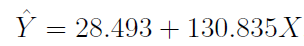 Ŷ = 28.493 + 130.835X